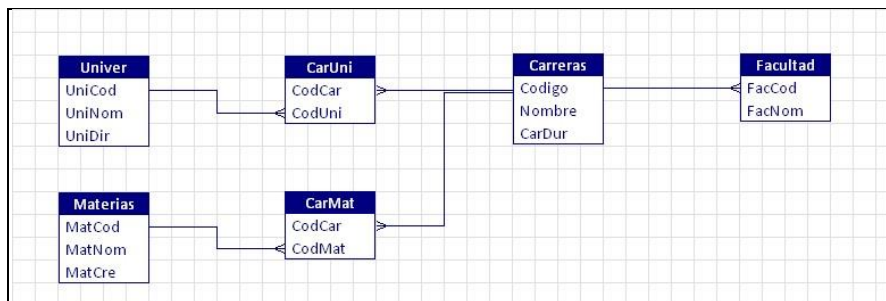 Univer
UniCod
UniNom
UniDir
CarUni
CodCar
CodUni
Carreras
Codigo
Nombre
CarDur
Facultad
FacCod
FacNom
Materias
MatCod
MatNom
MatCre
CarMat
CodCar
CodMat